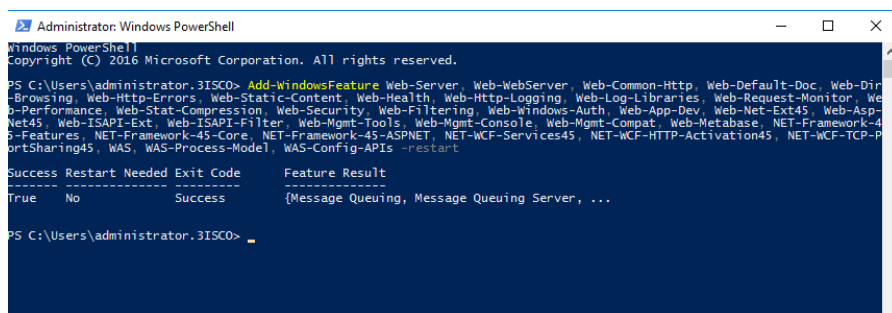 Administrator: Windows PowerShell
Windows PowerShell
Copyright (C) 2016 Microsoft Corporation. All rights reserved.
PS C:\Users\administrator.3ISCO> Add-WindowsFeature Web-Server, Web-WebServer, Web-Common-Http, Web-Default-Doc, Web-Dir
-Browsing, Web-Http-Errors, Web-Static-Content, Web-Health, Web-Http-Logging, Web-Log-Libraries, Web-Request-Monitor, We
b-Performance, Web-Stat-Compression, Web-Security, Web-Filtering, Web-Windows-Auth, Web-App-Dev, Web-Net-Ext45, Web-Asp-
Net45, Web-ISAPI-Ext, Web-ISAPI-Filter, Web-Mgmt-Tools, Web-Mgmt-Console, Web-Mgmt-Compat, Web-Metabase, NET-Framework-4
5-Features, NET-Framework-45-Core, NET-Framework-45-ASPNET, NET-WCF-Services45, NET-WCF-HTTP-Activation45, NET-WCF-TCP-P
ortSharing45, WAS, WAS-Process-Model, WAS-Config-APIs -restart
Success Restart Needed Exit Code Feature Result
------- -------------- --------- --------------
True No Success {Message Queuing, Message Queuing Server, ...
PS C:\Users\administrator.3ISCO> _